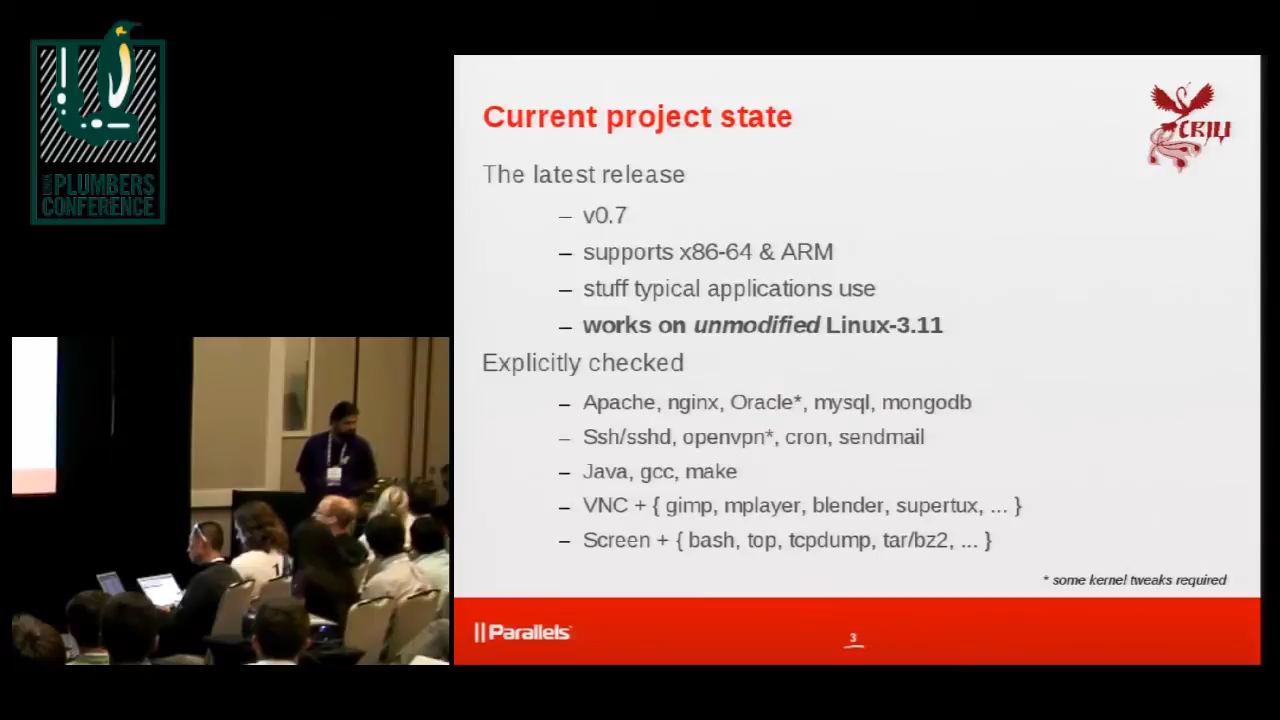 LINUX PLUMBERS
CONFERENCE
Current project state
CRIU
The latest release
– v0.7
– supports x86-64 & ARM
– stuff typical applications use
– works on unmodified Linux-3.11
Explicitly checked
– Apache, nginx, Oracle*, mysql, mongodb
– Ssh/sshd, openvpn*, cron, sendmail
– Java, gcc, make
– VNC + { gimp, mplayer, blender, supertux, ... }
– Screen + { bash, top, tcpdump, tar/bz2, ... }
* some kernel tweaks required
Parallels
3
1